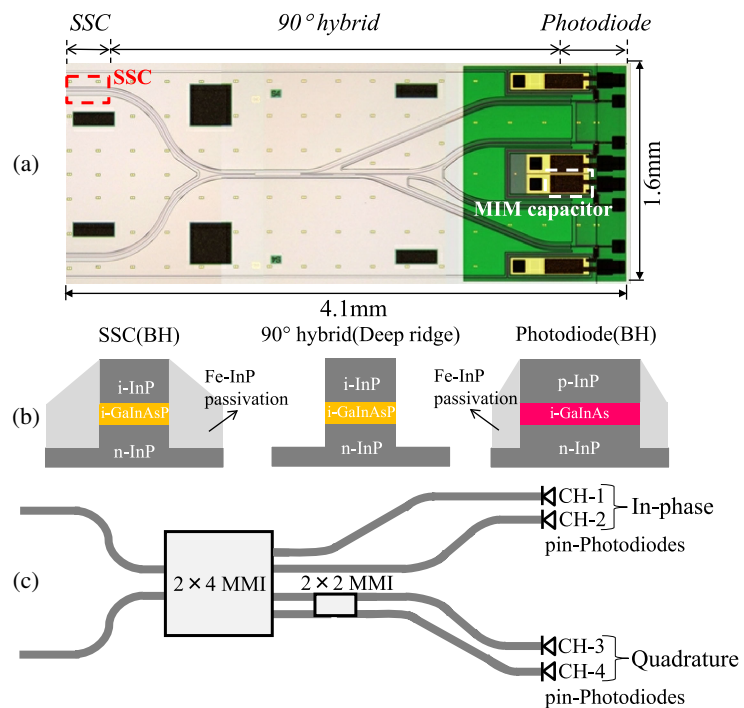 SSC
90° hybrid
Photodiode
SSC
(a)
MIM capacitor
1.6mm
4.1mm
SSC(BH)
90° hybrid(Deep ridge)
Photodiode(BH)
(b)
i-InP
i-GaInAsP
n-InP
Fe-InP
passivation
i-InP
i-GaInAsP
n-InP
Fe-InP
passivation
p-InP
i-GaInAs
n-InP
(c)
2×4 MMI
2×2 MMI
CH-1
CH-2
In-phase
pin-Photodiodes
CH-3
CH-4
Quadrature
pin-Photodiodes